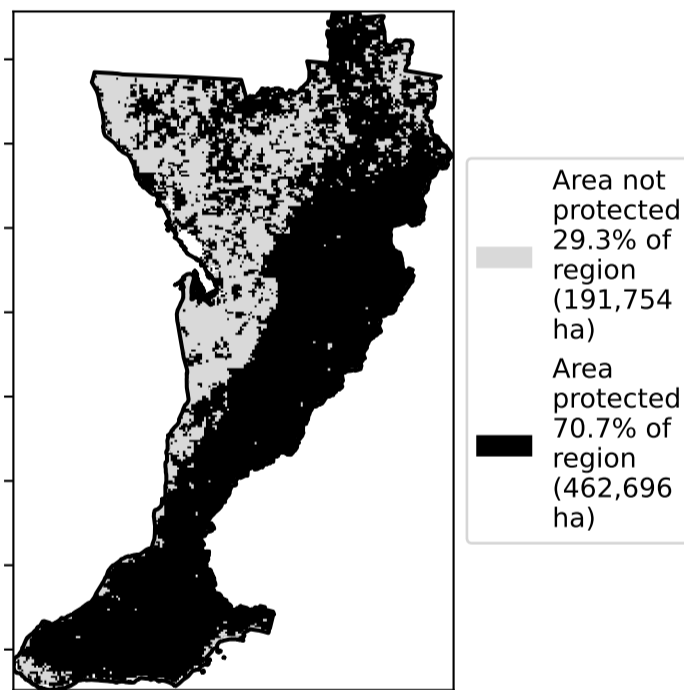 Area not
protected
29.3% of
region
(191,754
ha)
Area
protected
70.7% of
region
(462,696
ha)